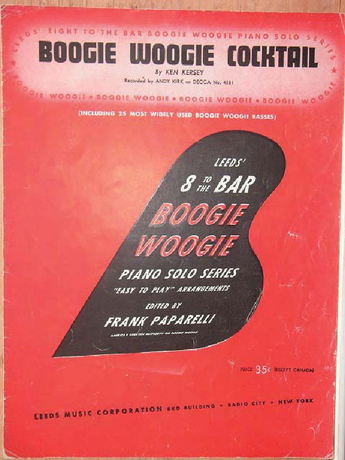 LEEDS' EIGHT TO THE BAR BOOGIE WOOGIE PIANO SOLO SERIES
BOOGIE WOOGIE COCKTAIL
By KEN KERSEY
Recorded by ANDY KIRK on DECCA No. 4381
WOOGIE • BOOGIE WOOGIE • BOOGIE WOOGIE • BOOGIE
(INCLUDING 25 MOST WIDELY USED BOOGIE WOOGIE BASSES)
LEEDS'
8 TO THE BAR
BOOGIE
WOOGIE
PIANO SOLO SERIES
"EASY TO PLAY" ARRANGEMENTS
EDITED BY
FRANK PAPARELLI
PRICE 35¢ (EXCEPT CANADA)
LEEDS MUSIC CORPORATION RKO BUILDING • RADIO CITY • NEW YORK